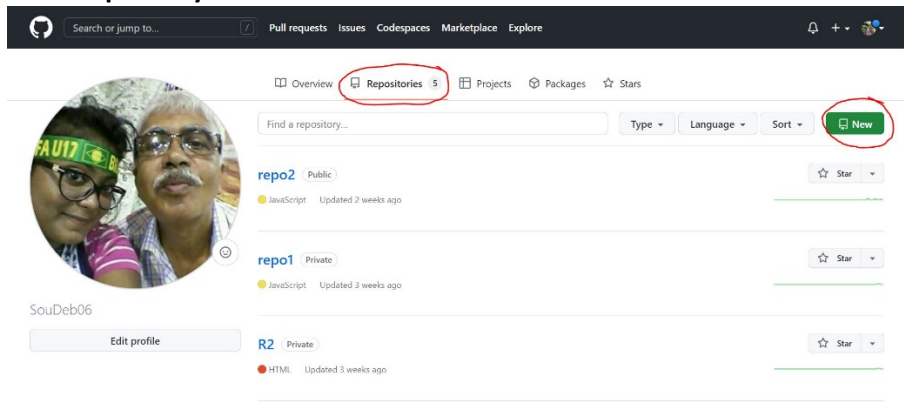 Search or jump to... / Pull requests Issues Codespaces Marketplace Explore
Overview Repositories 5 Projects Packages Stars
Find a repository... Type Language Sort New
FAU17 B
repo2 Public Star
JavaScript Updated 2 weeks ago
repo1 Private Star
JavaScript Updated 3 weeks ago
SouDeb06
Edit profile
R2 Private Star
HTML Updated 3 weeks ago